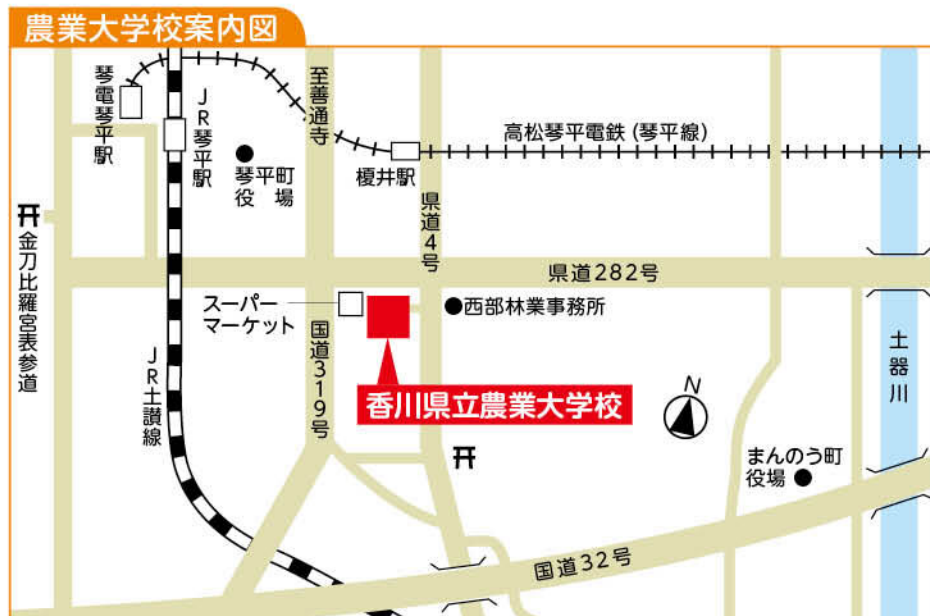 農業大学校案内図
琴電琴平駅
JR琴平駅
至善通寺
高松琴平電鉄(琴平線)
琴平町
役場
榎井駅
県道4号
金刀比羅宮表参道
県道282号
スーパー
マーケット
西部林業事務所
国道319号
土器川
JR土讃線
香川県立農業大学校
N
まんのう町
役場
国道32号